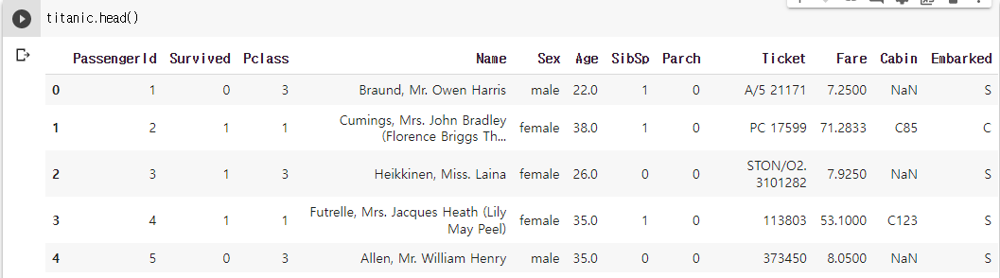 titanic.head()
PassengerId Survived Pclass Name Sex Age SibSp Parch Ticket Fare Cabin Embarked
0 1 0 3 Braund, Mr. Owen Harris male 22.0 1 0 A/5 21171 7.2500 NaN S
1 2 1 1 Cumings, Mrs. John Bradley (Florence Briggs Th... female 38.0 1 0 PC 17599 71.2833 C85 C
2 3 1 3 Heikkinen, Miss. Laina female 26.0 0 0 STON/O2. 3101282 7.9250 NaN S
3 4 1 1 Futrelle, Mrs. Jacques Heath (Lily May Peel) female 35.0 1 0 113803 53.1000 C123 S
4 5 0 3 Allen, Mr. William Henry male 35.0 0 0 373450 8.0500 NaN S